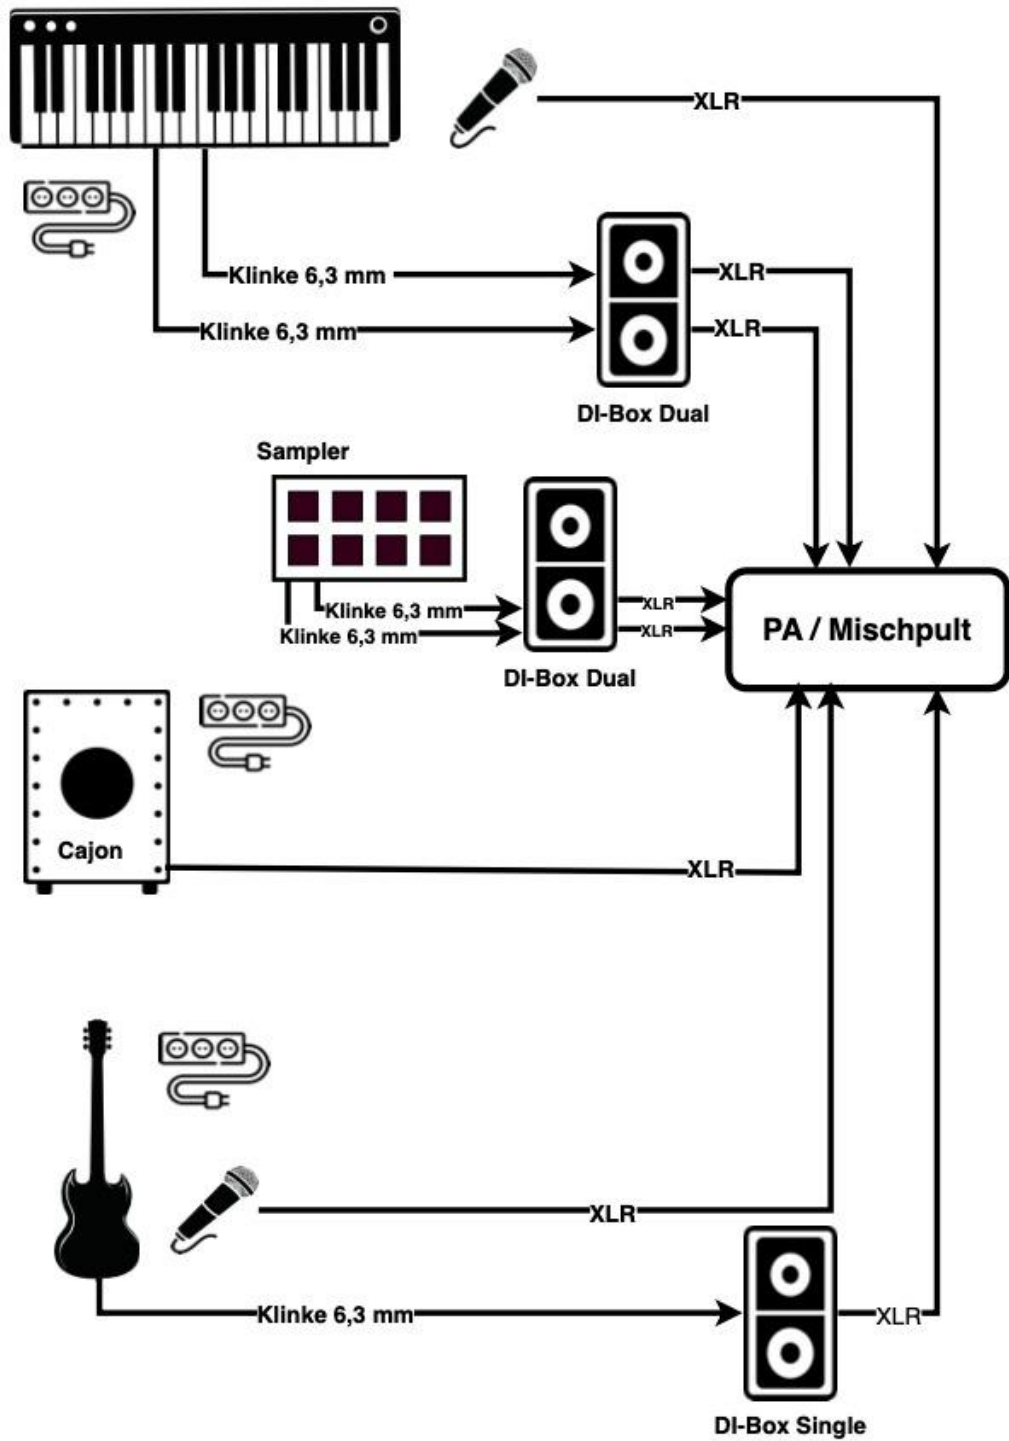 XLR
Klinke 6,3 mm
XLR
Klinke 6,3 mm
XLR
DI-Box Dual
Sampler
Klinke 6,3 mm
XLR
Klinke 6,3 mm
XLR
PA / Mischpult
DI-Box Dual
Cajon
XLR
XLR
Klinke 6,3 mm
XLR
DI-Box Single